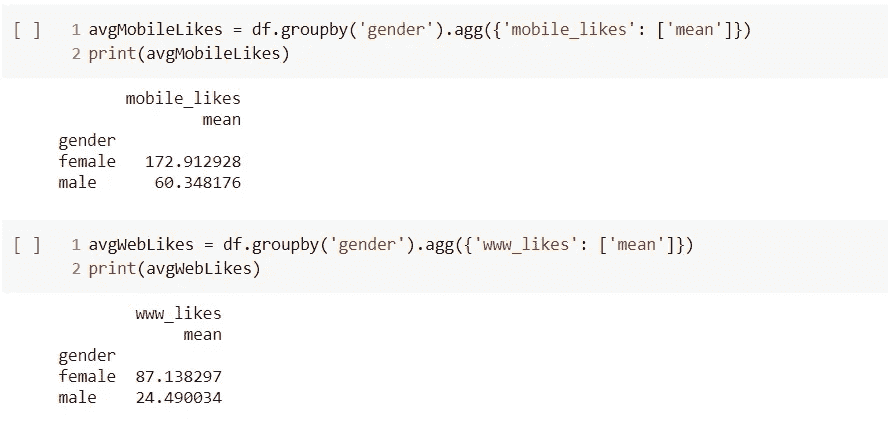 [ ] 1 avgMobileLikes = df.groupby('gender').agg({'mobile_likes': ['mean']})
2 print(avgMobileLikes)
mobile_likes
mean
gender
female 172.912928
male 60.348176
[ ] 1 avgWebLikes = df.groupby('gender').agg({'www_likes': ['mean']})
2 print(avgWebLikes)
www_likes
mean
gender
female 87.138297
male 24.490034